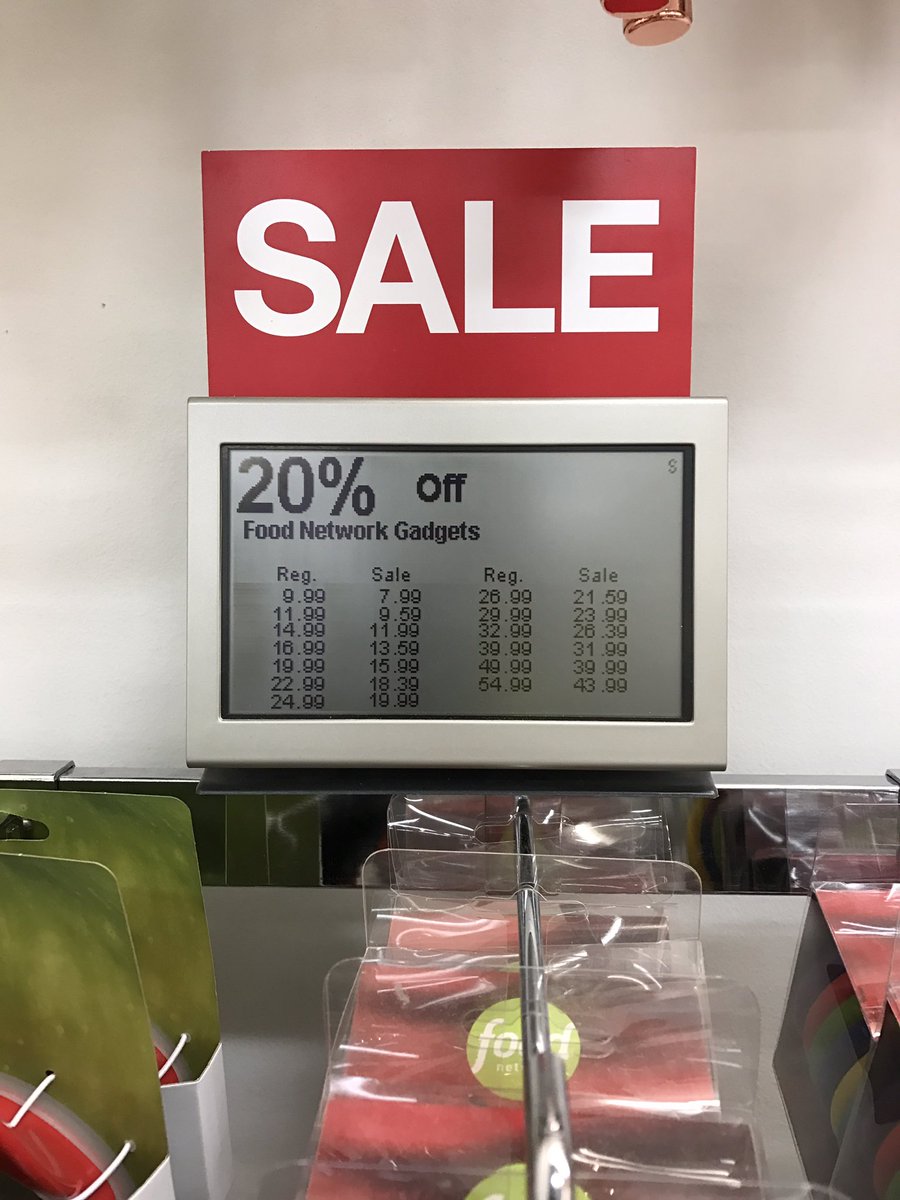 SALE
20% Off
S
Food Network Gadgets
Reg. Sale Reg. Sale
9.99 7.99 26.99 21.59
11.99 9.59 29.99 23.99
14.99 11.99 32.99 26.39
16.99 13.59 39.99 31.99
19.99 15.99 49.99 39.99
22.99 18.39 54.99 43.99
24.99 19.99
food